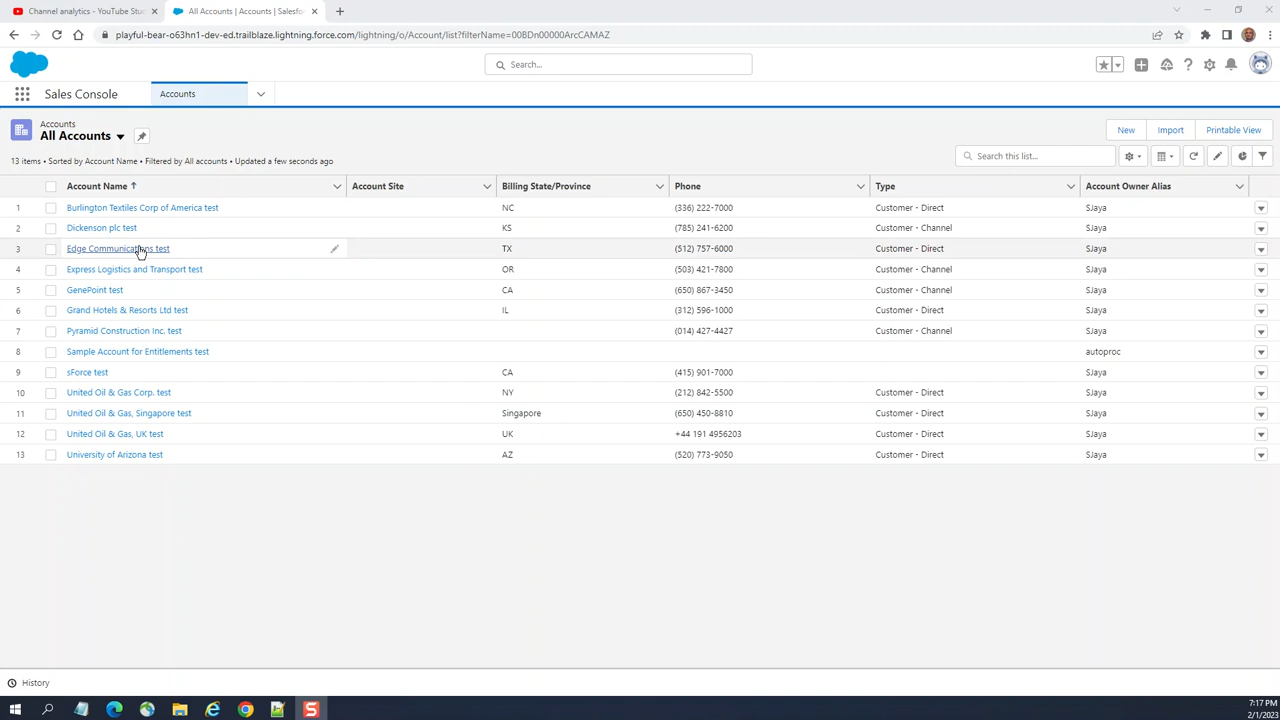 Channel analytics - YouTube Stu
All Accounts | Accounts | Salesfo
playful-bear-o63hn1-dev-ed.trailblaze.lightning.force.com/lightning/o/Account/list?filterName=00BDn00000ArcCAMAZ
Search...
Sales Console
Accounts
Accounts
All Accounts
New
Import
Printable View
13 items • Sorted by Account Name • Filtered by All accounts • Updated a few seconds ago
Search this list...
Account Name Account Site Billing State/Province Phone Type Account Owner Alias
1 Burlington Textiles Corp of America test NC (336) 222-7000 Customer - Direct SJaya
2 Dickenson plc test KS (785) 241-6200 Customer - Channel SJaya
3 Edge Communications test TX (512) 757-6000 Customer - Direct SJaya
4 Express Logistics and Transport test OR (503) 421-7800 Customer - Channel SJaya
5 GenePoint test CA (650) 867-3450 Customer - Channel SJaya
6 Grand Hotels & Resorts Ltd test IL (312) 596-1000 Customer - Direct SJaya
7 Pyramid Construction Inc. test (014) 427-4427 Customer - Channel SJaya
8 Sample Account for Entitlements test autoproc
9 sForce test CA (415) 901-7000 SJaya
10 United Oil & Gas Corp. test NY (212) 842-5500 Customer - Direct SJaya
11 United Oil & Gas, Singapore test Singapore (650) 450-8810 Customer - Direct SJaya
12 United Oil & Gas, UK test UK +44 191 4956203 Customer - Direct SJaya
13 University of Arizona test AZ (520) 773-9050 Customer - Direct SJaya
History
7:17 PM
2/1/2023